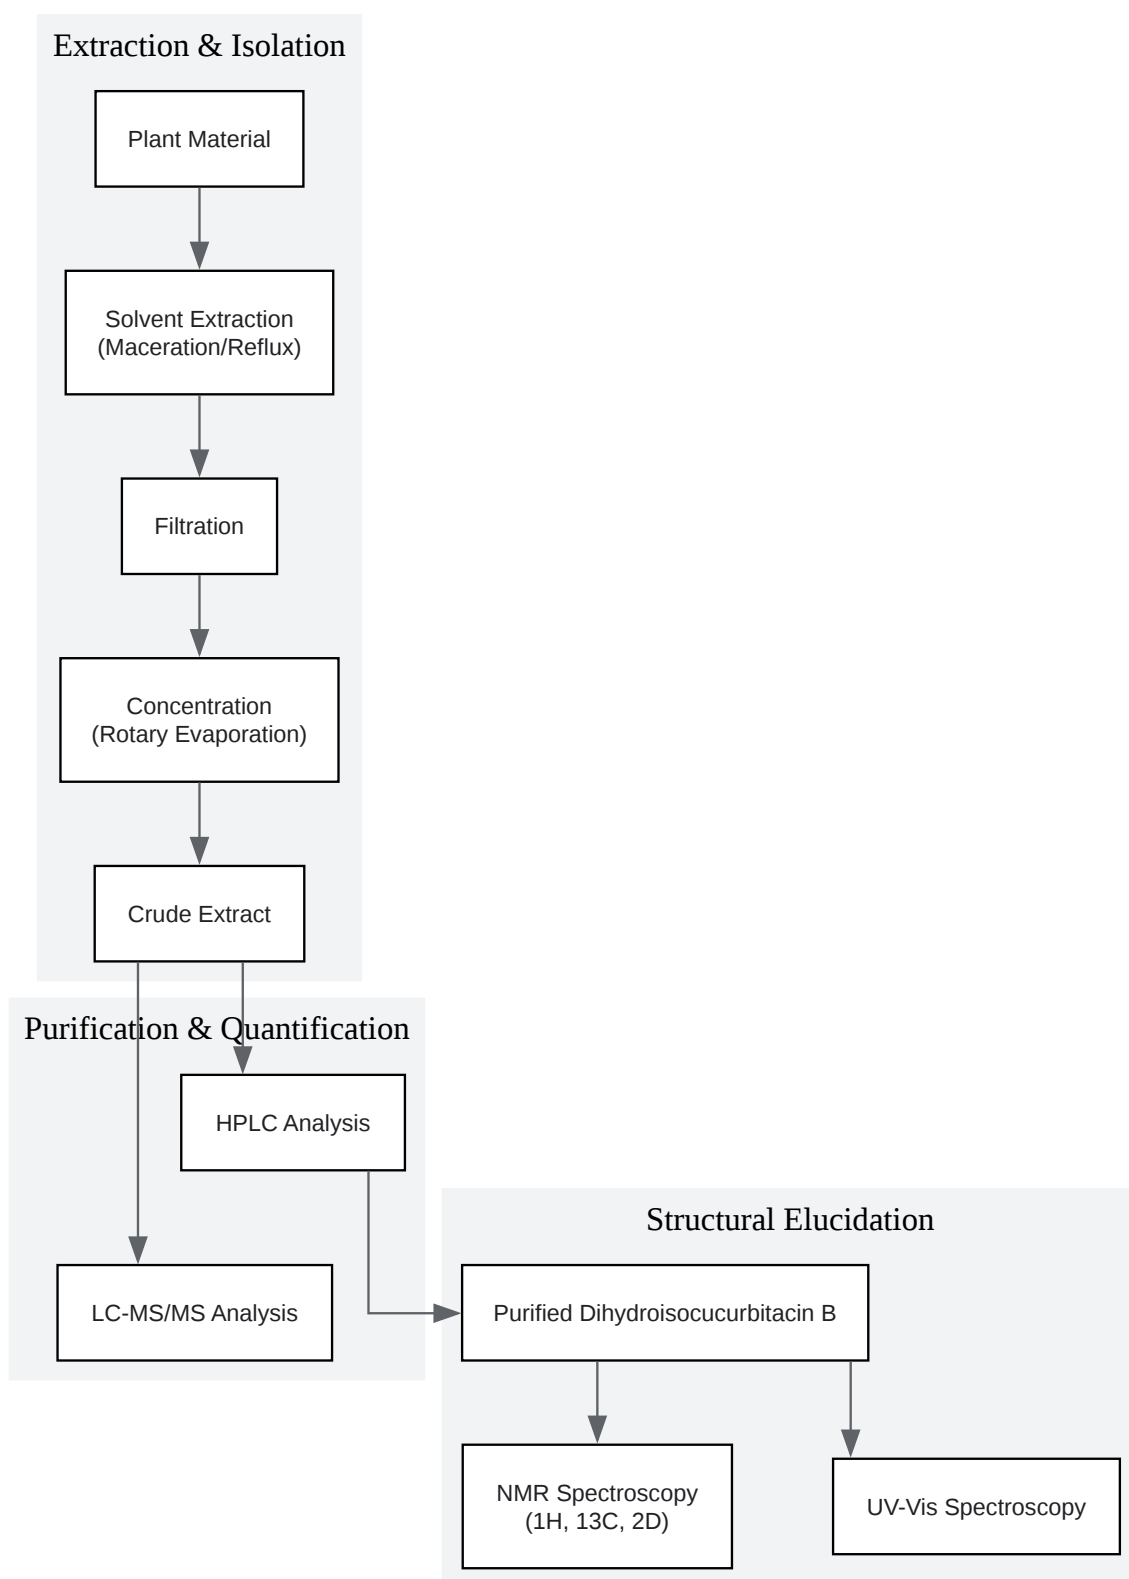 Extraction & Isolation
Plant Material
Solvent Extraction
(Maceration/Reflux)
Filtration
Concentration
(Rotary Evaporation)
Crude Extract
Purification & Quantification
HPLC Analysis
LC-MS/MS Analysis
Structural Elucidation
Purified Dihydroisocucurbitacin B
NMR Spectroscopy
(1H, 13C, 2D)
UV-Vis Spectroscopy